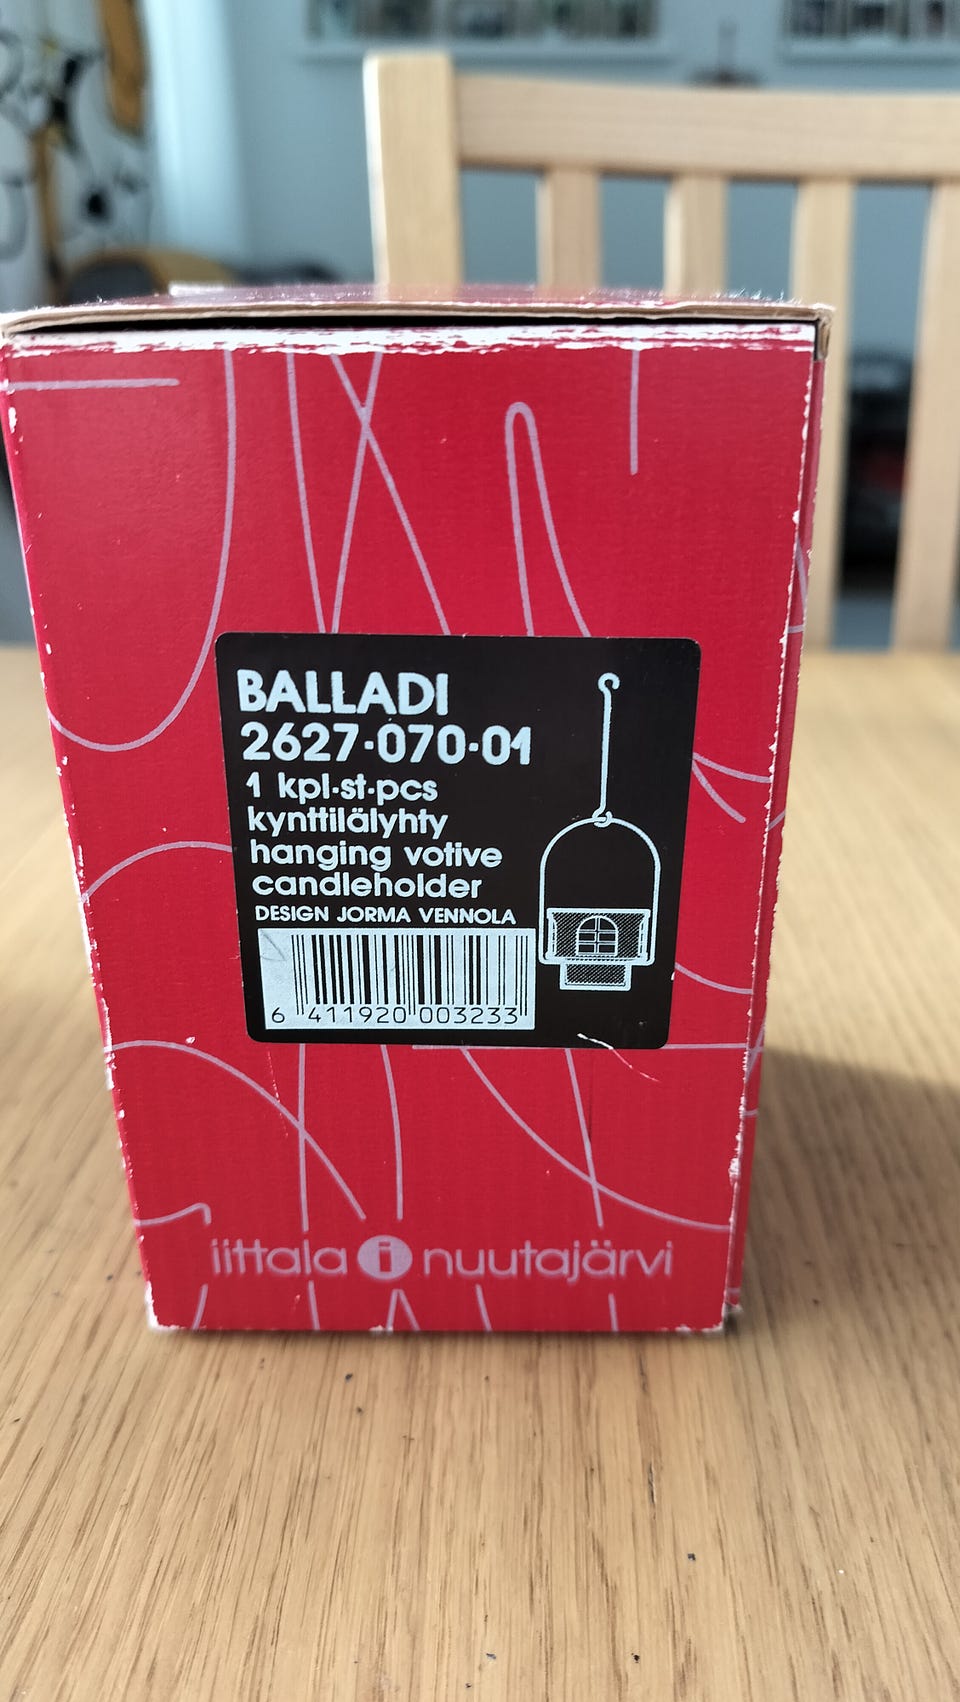 BALLADI
2627·070·01
1 kpl·st·pcs
kynttilälyhty
hanging votive
candleholder
DESIGN JORMA VENNOLA
6 411920 003233
iittala i nuutajärvi